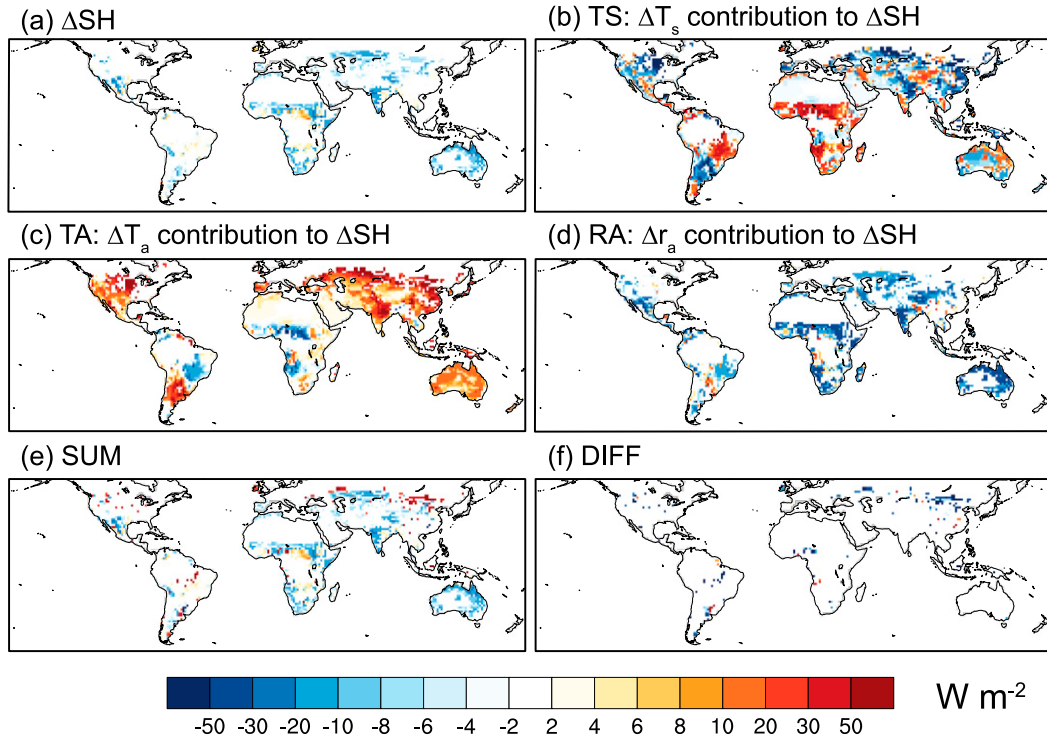 (a) ΔSH
(b) TS: ΔTs contribution to ΔSH
(c) TA: ΔTa contribution to ΔSH
(d) RA: Δra contribution to ΔSH
(e) SUM
(f) DIFF
-50 -30 -20 -10 -8 -6 -4 -2 2 4 6 8 10 20 30 50
W m-2